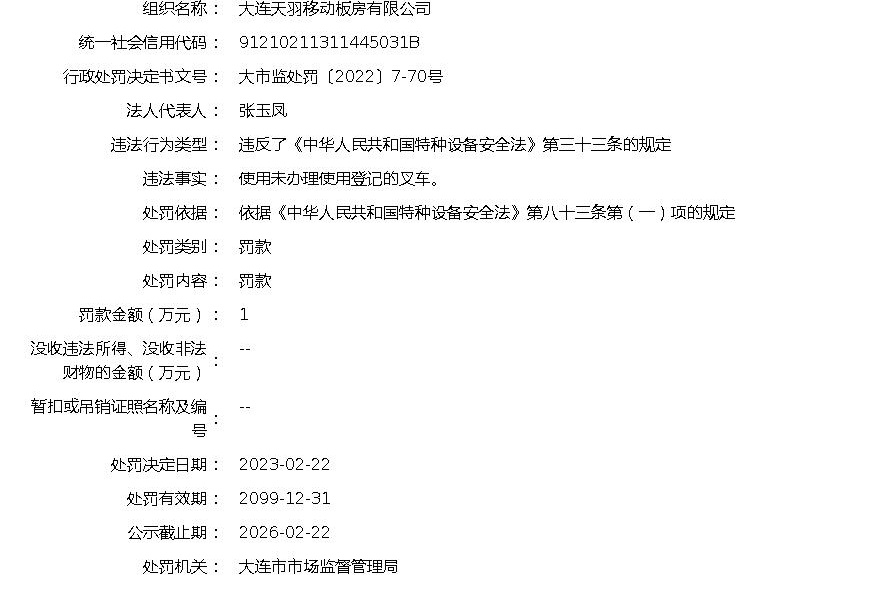 组织名称： 大连天羽移动板房有限公司
统一社会信用代码： 91210211311445031B
行政处罚决定书文号： 大市监处罚〔2022〕7-70号
法人代表人： 张玉凤
违法行为类型： 违反了《中华人民共和国特种设备安全法》第三十三条的规定
违法事实： 使用未办理使用登记的叉车。
处罚依据： 依据《中华人民共和国特种设备安全法》第八十三条第（一）项的规定
处罚类别： 罚款
处罚内容： 罚款
罚款金额（万元）： 1
没收违法所得、没收非法
财物的金额（万元）： --
暂扣或吊销证照名称及编
号： --
处罚决定日期： 2023-02-22
处罚有效期： 2099-12-31
公示截止期： 2026-02-22
处罚机关： 大连市市场监督管理局